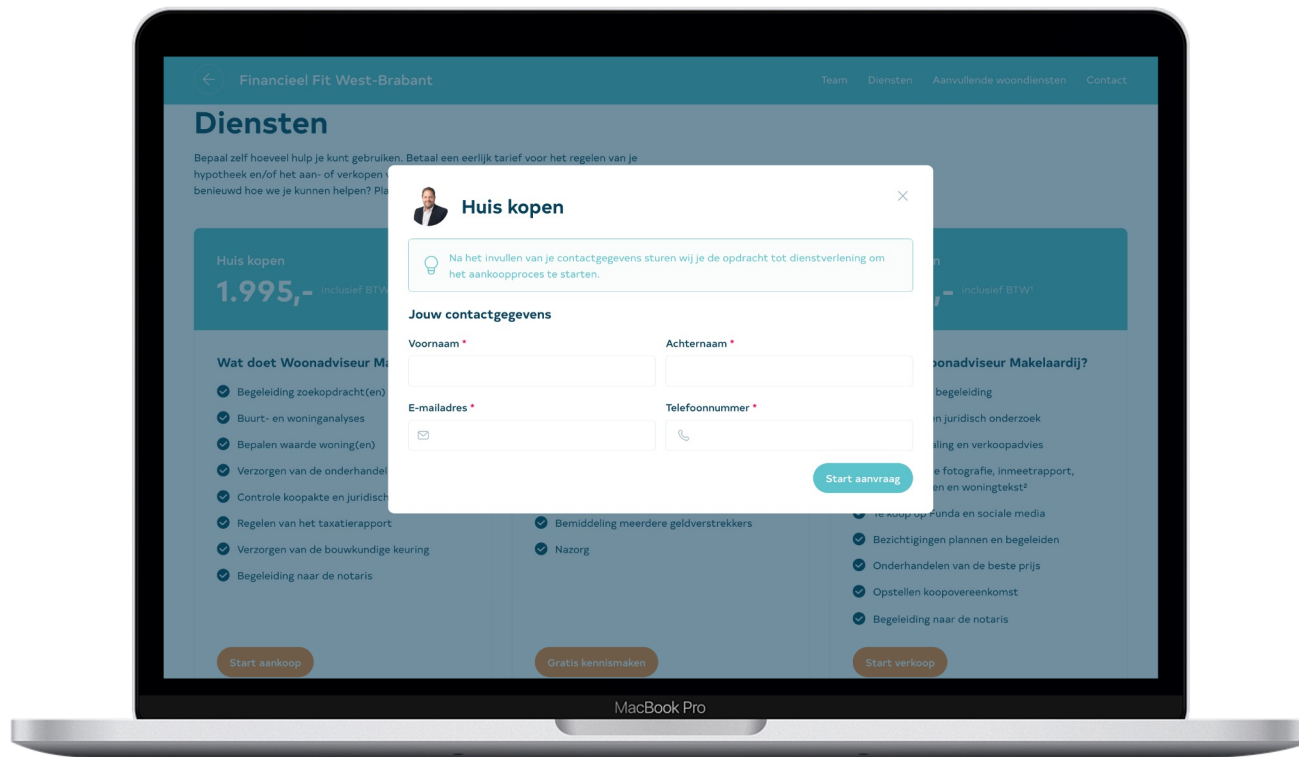 Financieel Fit West-Brabant
Team Diensten Aanvullende woondiensten Contact
Diensten
Bepaal zelf hoeveel hulp je kunt gebruiken. Betaal een eerlijk tarief voor het regelen van je
hypotheek en/of het aan- of verkopen
benieuwd hoe we je kunnen helpen?
Huis kopen
1.995,- inclusief BTW
Wat doet Woonadviseur
Begeleiding zoekopdracht(en)
Buurt- en woninganalyses
Bepalen waarde woning(en)
Verzorgen van de
Controle koopakte en
Regelen van het taxatierapport
Verzorgen van de bouwkundige keuring
Begeleiding naar de notaris
Start aankoop
Huis kopen
Na het invullen van je contactgegevens sturen wij je de opdracht tot dienstverlening om
het aankoopproces te starten.
Jouw contactgegevens
Voornaam *
Achternaam *
E-mailadres *
Telefoonnummer *
Start aanvraag
Bemiddeling meerdere geldverstrekkers
Nazorg
Gratis kennismaken
,- inclusief BTW¹
Makelaardij?
begeleiding
juridisch onderzoek
en verkoopadvies
fotografie, inmeetrapport,
en woningtekst²
Te koop op Funda en sociale media
Bezichtigingen plannen en begeleiden
Onderhandelen van de beste prijs
Opstellen koopovereenkomst
Begeleiding naar de notaris
Start verkoop
MacBook Pro